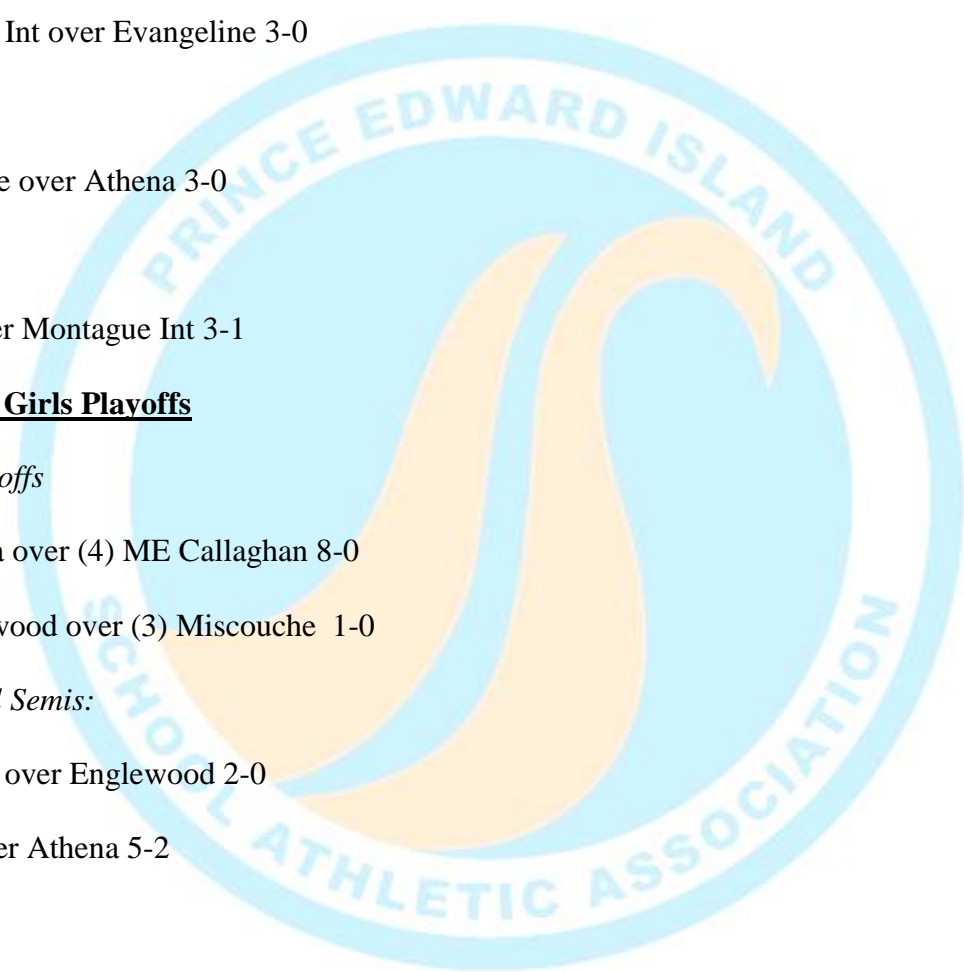 Int over Evangeline 3-0
PRINCE EDWARD ISLAND
e over Athena 3-0
er Montague Int 3-1
Girls Playoffs
offs
a over (4) ME Callaghan 8-0
wood over (3) Miscouche 1-0
l Semis:
over Englewood 2-0
er Athena 5-2
SCHOOL ATHLETIC ASSOCIATION